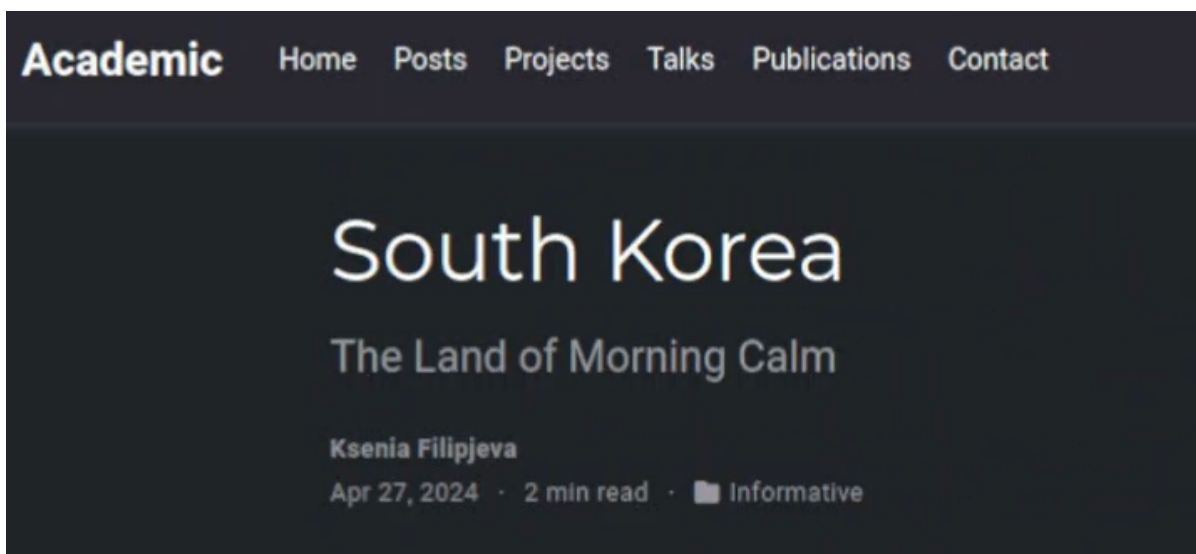 Academic Home Posts Projects Talks Publications Contact
South Korea
The Land of Morning Calm
Ksenia Filipjeva
Apr 27, 2024 · 2 min read · Informative